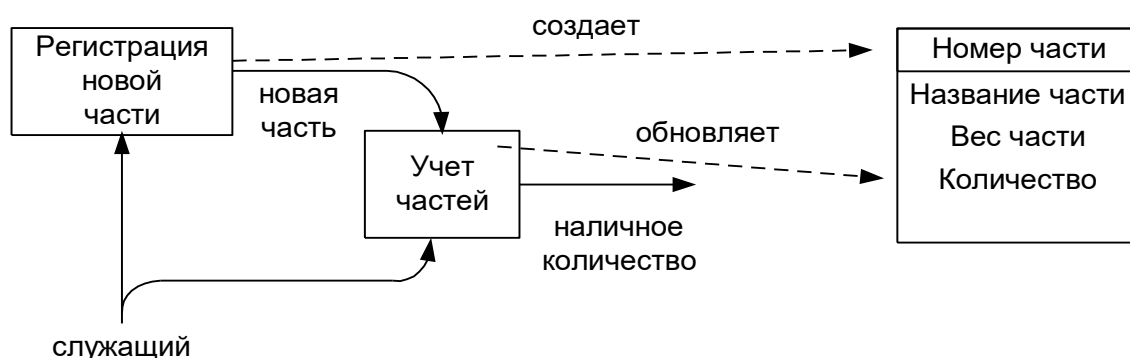 создает
Регистрация
новой
части
Номер части
новая
часть
Название части
обновляет
Вес части
Учет
частей
Количество
наличное
количество
служащий